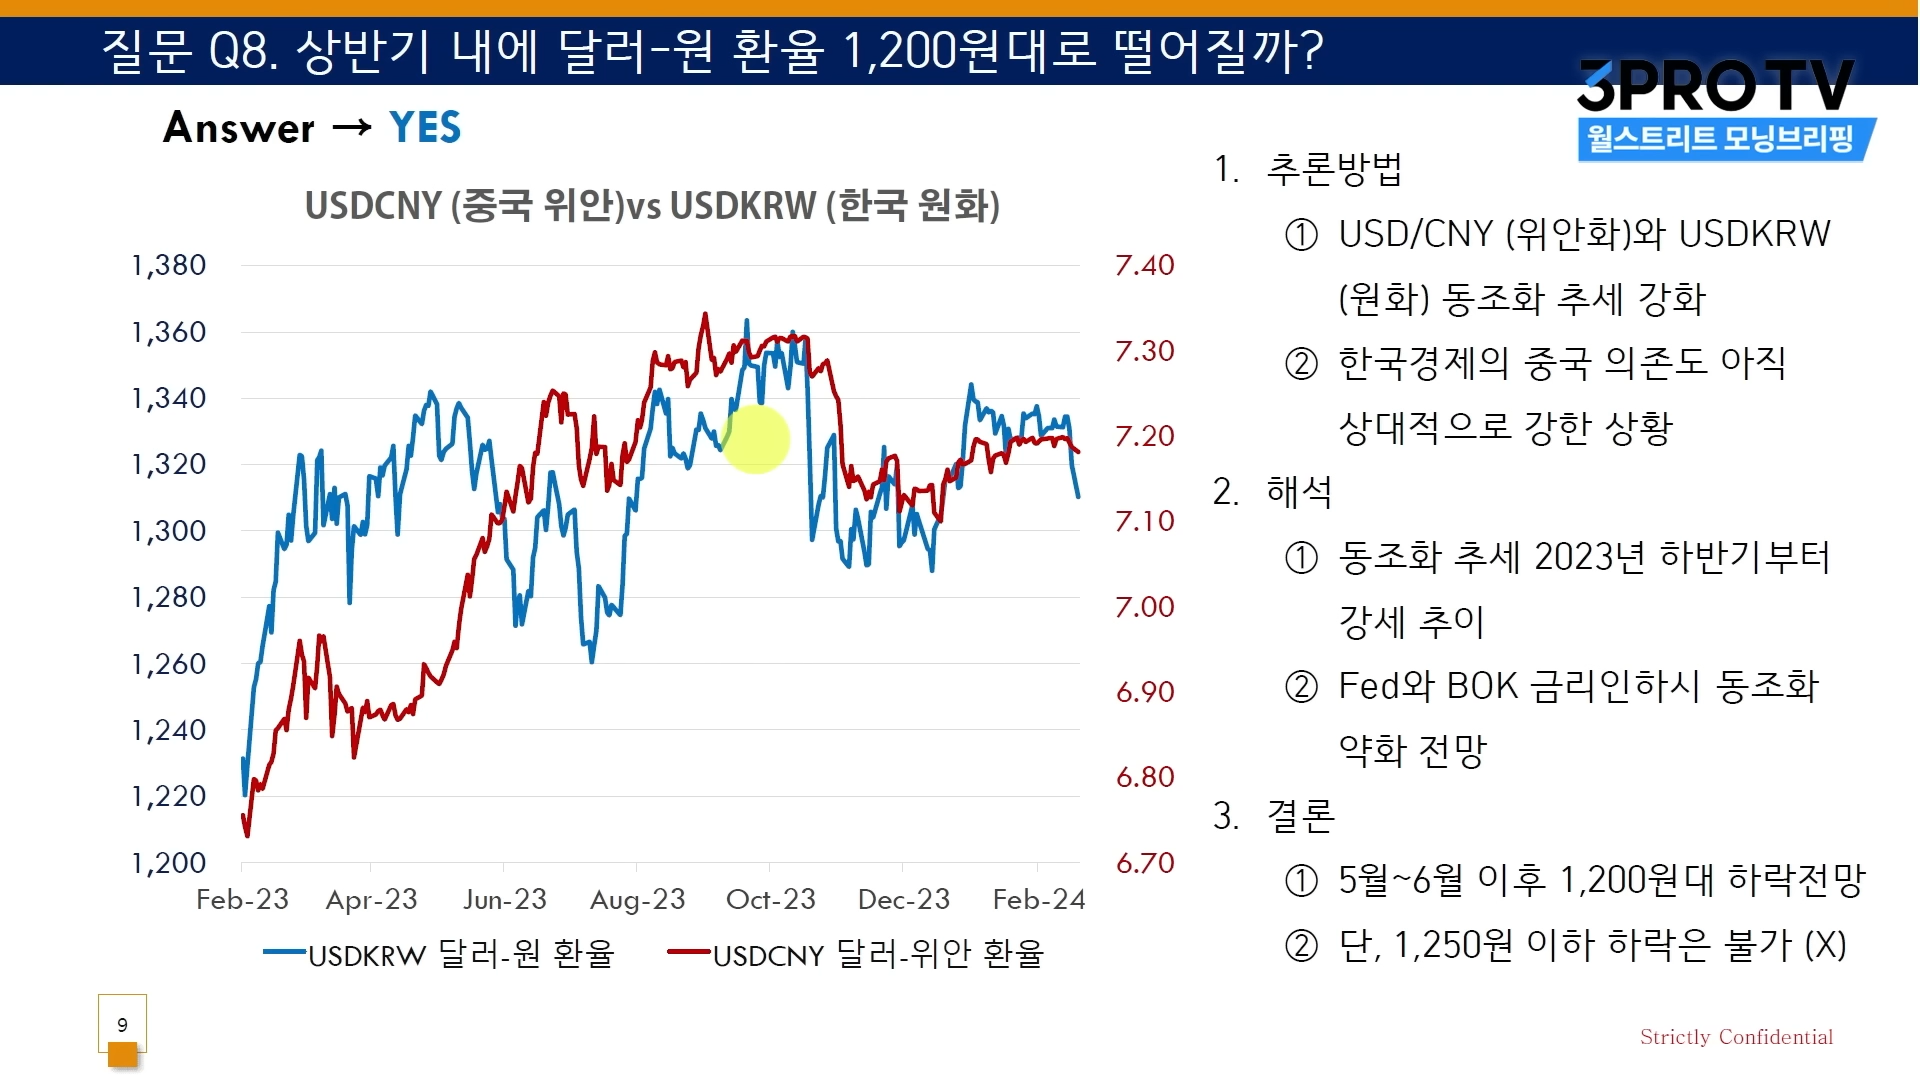 질문 Q8. 상반기 내에 달러-원 환율 1,200원대로 떨어질까?
3PROTV
월스트리트 모닝브리핑
Answer → YES
USDCNY (중국 위안)vs USDKRW (한국 원화)
1,380
1,360
1,340
1,320
1,300
1,280
1,260
1,240
1,220
1,200
7.40
7.30
7.20
7.10
7.00
6.90
6.80
6.70
Feb-23 Apr-23 Jun-23 Aug-23 Oct-23 Dec-23 Feb-24
USDKRW 달러-원 환율 USDCNY 달러-위안 환율
1. 추론방법
① USD/CNY (위안화)와 USDKRW
(원화) 동조화 추세 강화
② 한국경제의 중국 의존도 아직
상대적으로 강한 상황
2. 해석
① 동조화 추세 2023년 하반기부터
강세 추이
② Fed와 BOK 금리인하시 동조화
약화 전망
3. 결론
① 5월~6월 이후 1,200원대 하락전망
② 단, 1,250원 이하 하락은 불가 (X)
9
Strictly Confidential